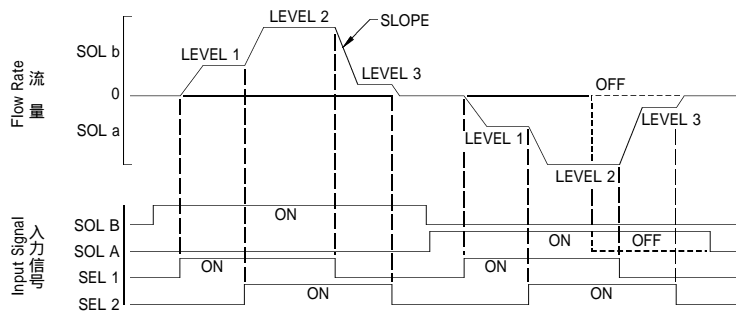 LEVEL 2
SLOPE
SOL b
LEVEL 1
LEVEL 3
Flow Rate 流量
0
OFF
SOL a
LEVEL 1
LEVEL 3
LEVEL 2
Input Signal 入力信号
SOL B
ON
SOL A
ON
OFF
SEL 1
ON
ON
SEL 2
ON
ON